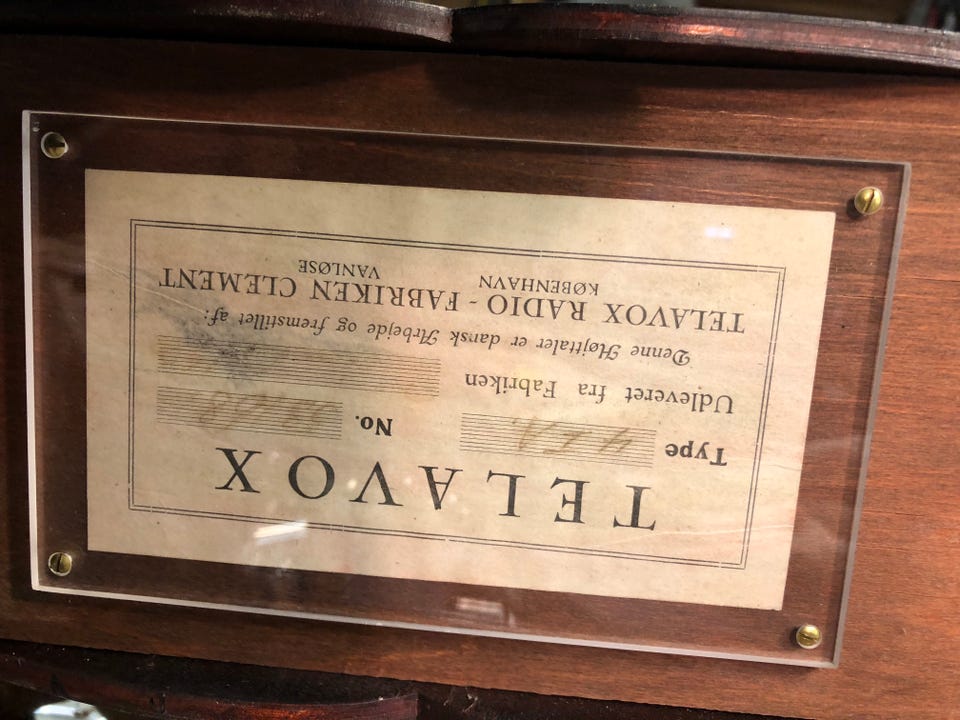 TELAVOX
Type No.
Udleveret fra Fabriken
Denne Højttaler er dansk Arbejde og fremstillet af:
TELAVOX RADIO - FABRIKEN CLEMENT
KØBENHAVN VANLØSE